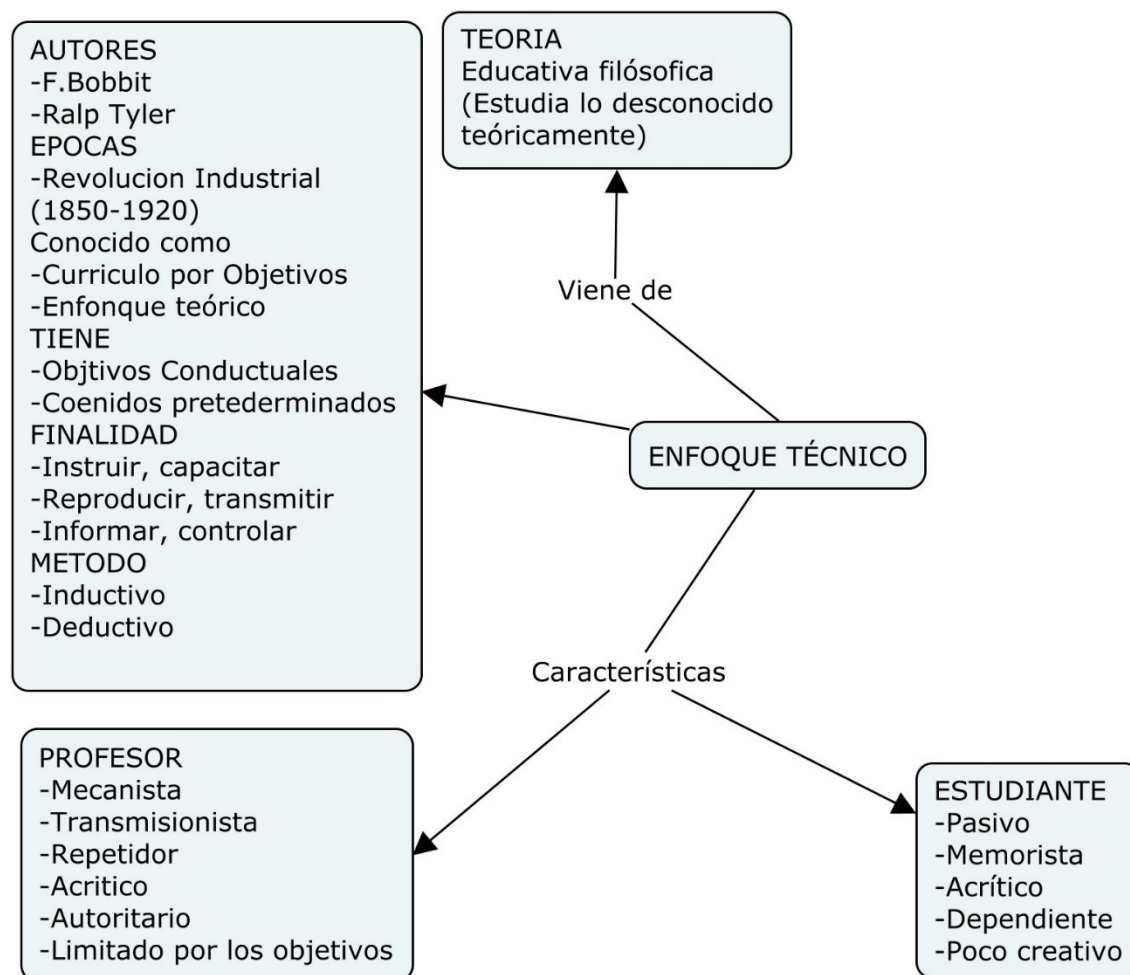 AUTORES
-F.Bobbit
-Ralp Tyler
EPOCAS
-Revolucion Industrial
(1850-1920)
Conocido como
-Curriculo por Objetivos
-Enfonque teórico
TIENE
-Objtivos Conductuales
-Coenidos pretederminados
FINALIDAD
-Instruir, capacitar
-Reproducir, transmitir
-Informar, controlar
METODO
-Inductivo
-Deductivo
TEORIA
Educativa filósofica
(Estudia lo desconocido
teóricamente)
Viene de
ENFOQUE TÉCNICO
Características
PROFESOR
-Mecanista
-Transmisionista
-Repetidor
-Acritico
-Autoritario
-Limitado por los objetivos
ESTUDIANTE
-Pasivo
-Memorista
-Acrítico
-Dependiente
-Poco creativo